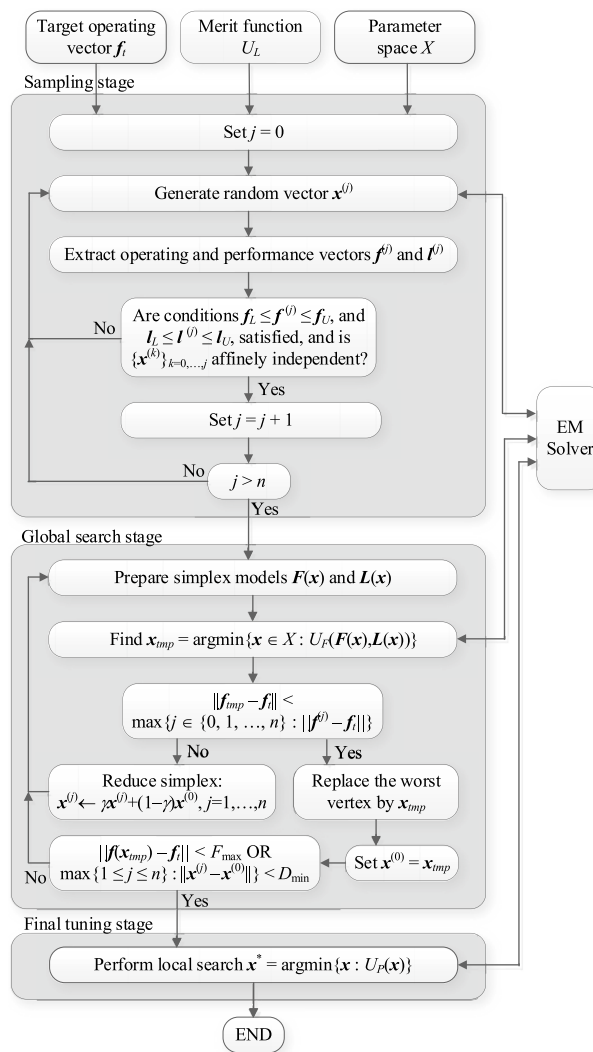 Target operating
vector f_t
Merit function
U_L
Parameter
space X
Sampling stage
Set j = 0
Generate random vector x^(j)
Extract operating and performance vectors f^(j) and l^(j)
Are conditions f_L ≤ f^(j) ≤ f_U, and
l_L ≤ l^(j) ≤ l_U, satisfied, and is
{x^(k)}_k=0,…,j affinely independent?
No
Yes
Set j = j + 1
EM
Solver
No
j > n
Yes
Global search stage
Prepare simplex models F(x) and L(x)
Find x_tmp = argmin{x ∈ X : U_F(F(x),L(x))}
||f_tmp – f_t|| <
max{j ∈ {0, 1, …, n} : ||f^(j) – f_t||}
No
Yes
Reduce simplex:
x^(j) ← γx^(j)+(1–γ)x^(0), j=1,…,n
Replace the worst
vertex by x_tmp
||f(x_tmp) – f_t|| < F_max OR
max{1 ≤ j ≤ n} : ||x^(j)–x^(0)||} < D_min
Set x^(0) = x_tmp
No
Yes
Final tuning stage
Perform local search x^* = argmin{x : U_P(x)}
END